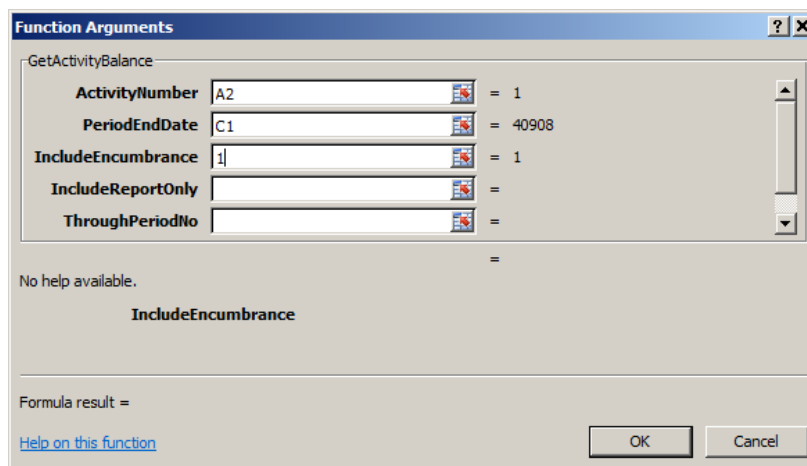 Function Arguments
GetActivityBalance
ActivityNumber A2 = 1
PeriodEndDate C1 = 40908
IncludeEncumbrance 1 = 1
IncludeReportOnly =
ThroughPeriodNo =
=
No help available.
IncludeEncumbrance
Formula result =
Help on this function OK Cancel